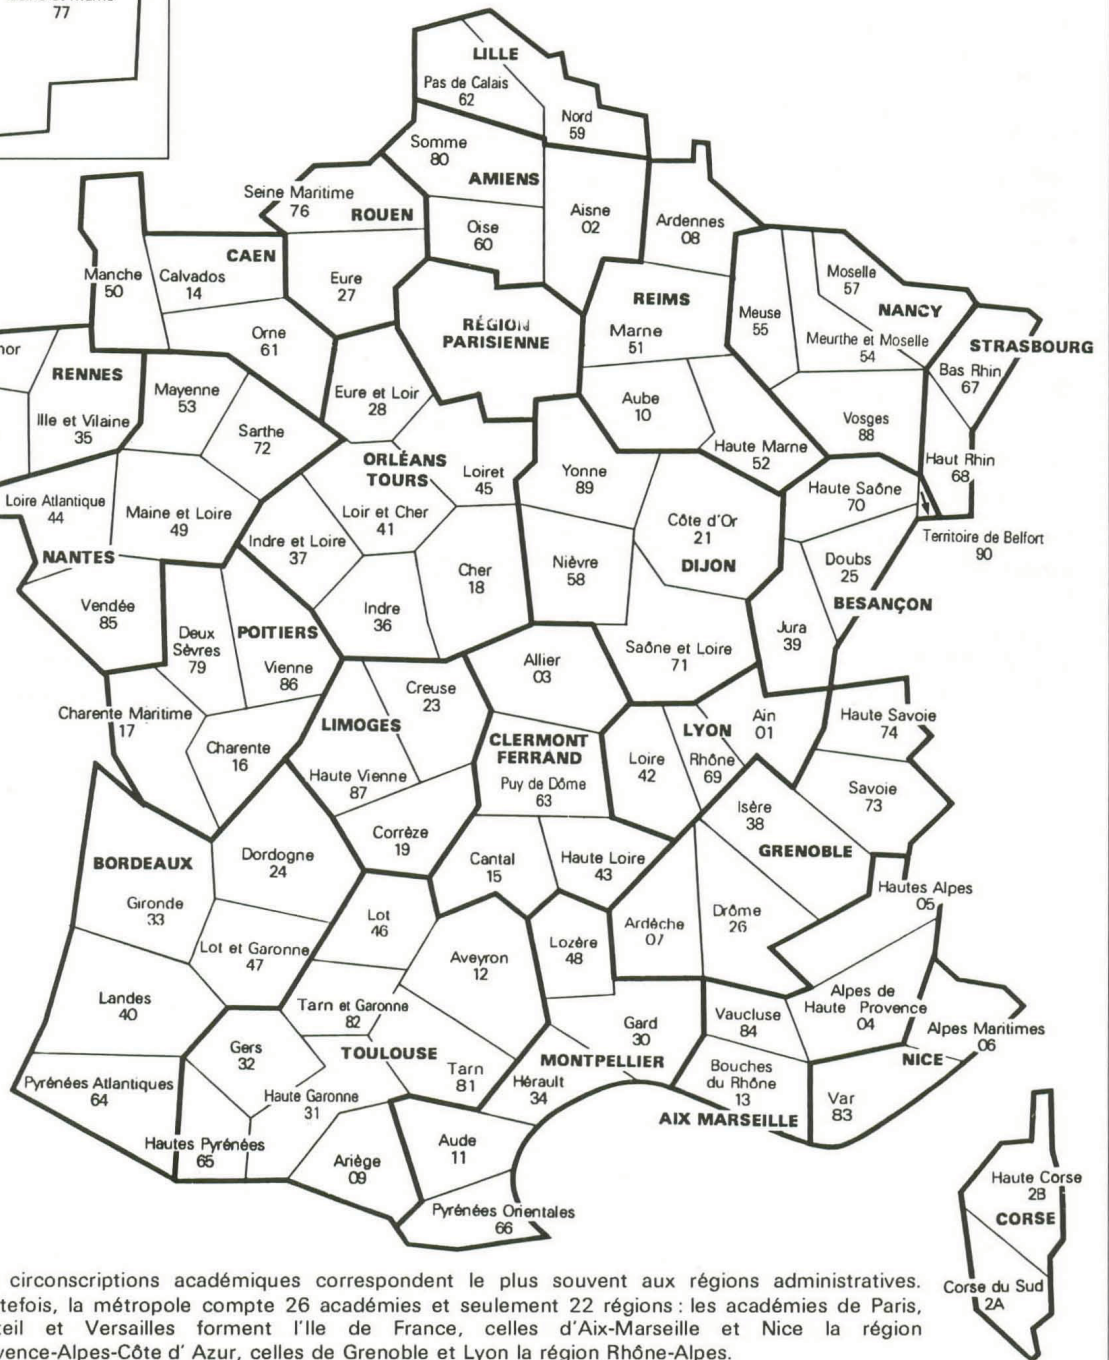 77
LILLE
Pas de Calais
62
Nord
59
Somme
80
AMIENS
Seine Maritime
76
ROUEN
Oise
60
Aisne
02
Ardennes
08
CAEN
Manche
50
Calvados
14
Eure
27
REIMS
Moselle
57
NANCY
Meuse
55
Meurthe et Moselle
54
STRASBOURG
Bas Rhin
67
Orne
61
RÉGION
PARISIENNE
Marne
51
RENNES
Mayenne
53
Eure et Loir
28
Aube
10
Vosges
88
Ille et Vilaine
35
Sarthe
72
Haute Marne
52
Haut Rhin
68
ORLÉANS
TOURS
Loiret
45
Yonne
89
Haute Saône
70
Loire Atlantique
44
Maine et Loire
49
Loir et Cher
41
Côte d'Or
21
Territoire de Belfort
90
Indre et Loire
37
NANTES
Cher
18
Nièvre
58
DIJON
Doubs
25
BESANÇON
Vendée
85
Indre
36
Deux
Sèvres
79
POITIERS
Vienne
86
Jura
39
Saône et Loire
71
Allier
03
Creuse
23
LIMOGES
Charente Maritime
17
Charente
16
CLERMONT
FERRAND
Puy de Dôme
63
LYON
Ain
01
Haute Savoie
74
Loire
42
Rhône
69
Haute Vienne
87
Savoie
73
Isère
38
GRENOBLE
Corrèze
19
BORDEAUX
Dordogne
24
Cantal
15
Haute Loire
43
Hautes Alpes
05
Gironde
33
Lot
46
Ardèche
07
Drôme
26
Lot et Garonne
47
Aveyron
12
Lozère
48
Landes
40
Tarn et Garonne
82
Alpes de
Haute Provence
04
Vaucluse
84
Gard
30
Alpes Maritimes
06
NICE
Gers
32
TOULOUSE
Tarn
81
MONTPELLIER
Hérault
34
Bouches
du Rhône
13
Var
83
AIX MARSEILLE
Pyrénées Atlantiques
64
Haute Garonne
31
Hautes Pyrénées
65
Ariège
09
Aude
11
Pyrénées Orientales
66
Haute Corse
2B
CORSE
Corse du Sud
2A
circonscriptions académiques correspondent le plus souvent aux régions administratives.
tefois, la métropole compte 26 académies et seulement 22 régions : les académies de Paris,
teil et Versailles forment l'Ile de France, celles d'Aix-Marseille et Nice la région
vence-Alpes-Côte d' Azur, celles de Grenoble et Lyon la région Rhône-Alpes.